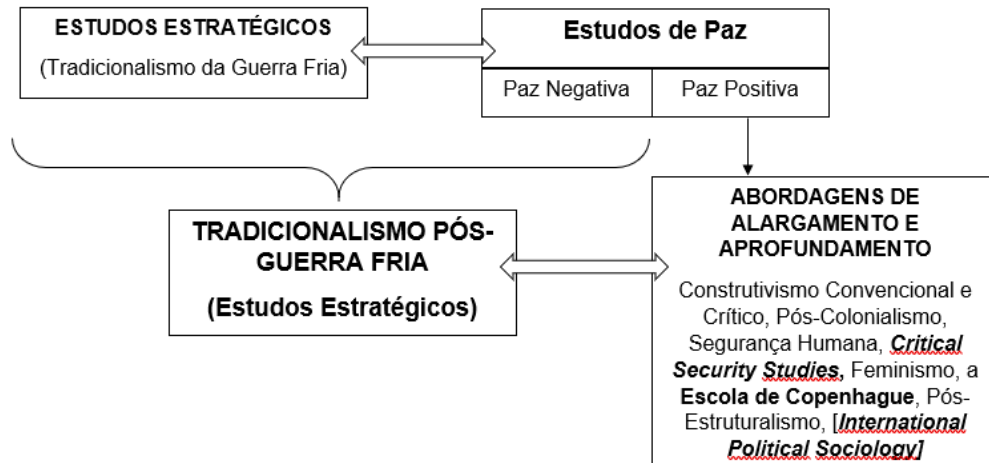 ESTUDOS ESTRATÉGICOS
(Tradicionalismo da Guerra Fria)
Estudos de Paz
Paz Negativa
Paz Positiva
TRADICIONALISMO PÓS-
GUERRA FRIA
(Estudos Estratégicos)
ABORDAGENS DE
ALARGAMENTO E
APROFUNDAMENTO
Construtivismo Convencional e
Crítico, Pós-Colonialismo,
Segurança Humana, Critical
Security Studies, Feminismo, a
Escola de Copenhague, Pós-
Estruturalismo, [International
Political Sociology]